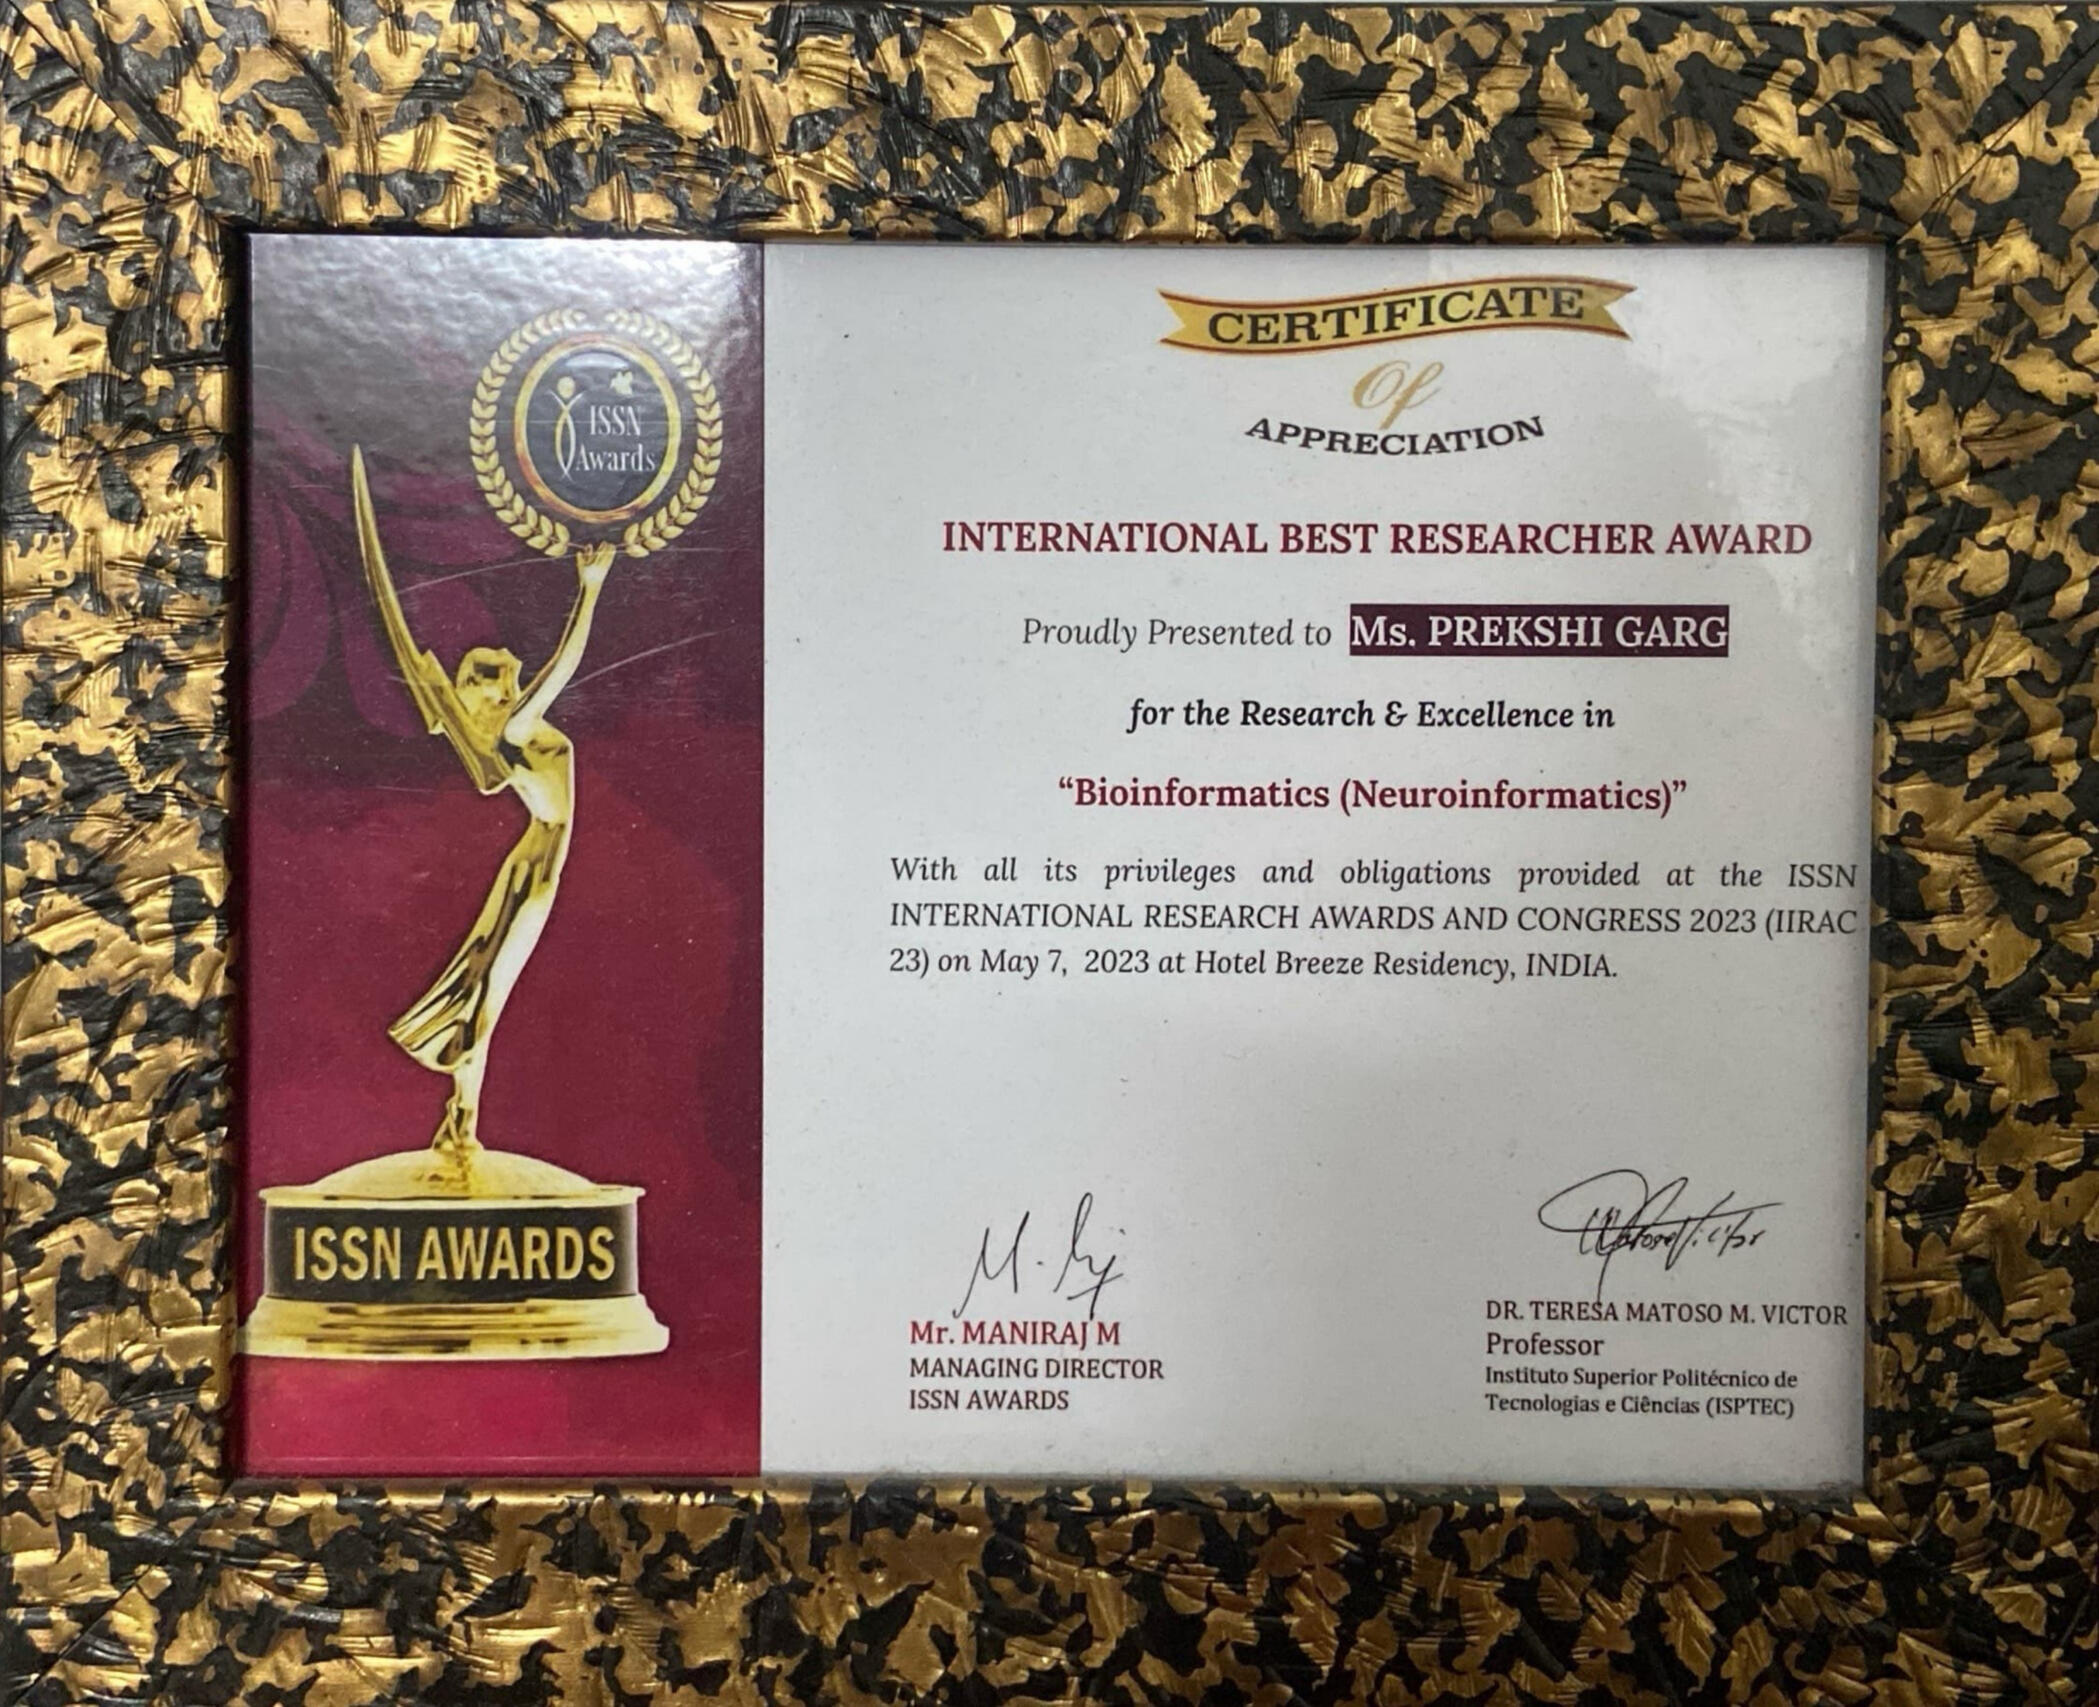 ISSN
Awards
ISSN AWARDS
CERTIFICATE
Of
APPRECIATION
INTERNATIONAL BEST RESEARCHER AWARD
Proudly Presented to Ms. PREKSHI GARG
for the Research & Excellence in
“Bioinformatics (Neuroinformatics)”
With all its privileges and obligations provided at the ISSN
INTERNATIONAL RESEARCH AWARDS AND CONGRESS 2023 (IIRAC
23) on May 7, 2023 at Hotel Breeze Residency, INDIA.
Mr. MANIRAJ M
MANAGING DIRECTOR
ISSN AWARDS
DR. TERESA MATOSO M. VICTOR
Professor
Instituto Superior Politécnico de
Tecnologias e Ciências (ISPTEC)